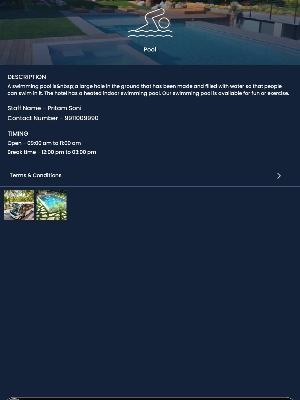 Pool
DESCRIPTION
A swimming pool is&nbsp;a large hole in the ground that has been made and filled with water so that people
can swim in it. The hotel has a heated indoor swimming pool. Our swimming pool is available for fun or exercise.
Staff Name - Pritam Soni
Contact Number - 9911009990
TIMING
Open - 09:00 am to 11:00 am
Break time - 12:00 pm to 03:00 pm
Terms & Conditions